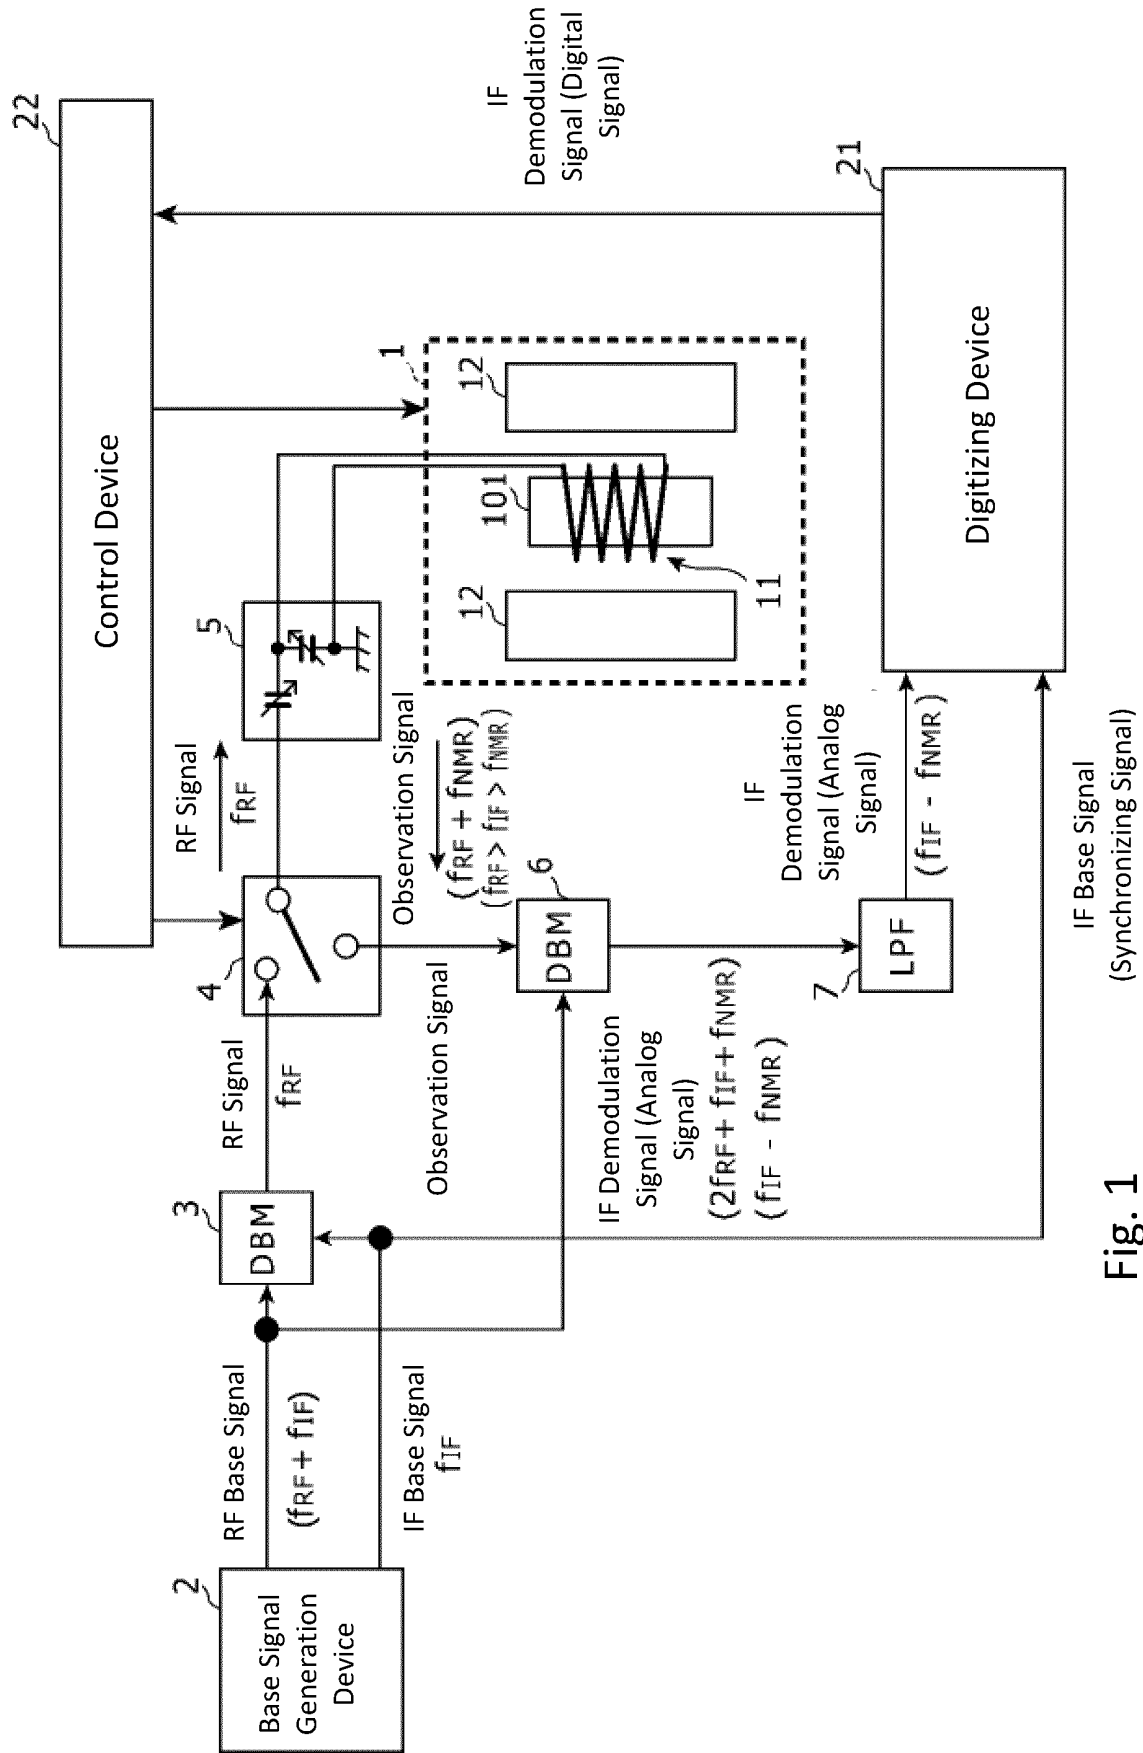 22
Control Device
IF
Demodulation
Signal (Digital
Signal)
RF Base Signal
(fRF + fIF)
3
DBM
RF Signal
fRF
4
RF Signal
fRF
5
1
12
101
12
11
21
Digitizing Device
2
Base Signal
Generation
Device
IF Base Signal
fIF
Observation Signal
Observation Signal
(fRF + fNMR)
(fRF > fIF > fNMR)
6
DBM
IF Demodulation
Signal (Analog
Signal)
(2fRF + fIF + fNMR)
(fIF - fNMR)
7
LPF
IF
Demodulation
Signal (Analog
Signal)
(fIF - fNMR)
IF Base Signal
(Synchronizing Signal)
Fig. 1